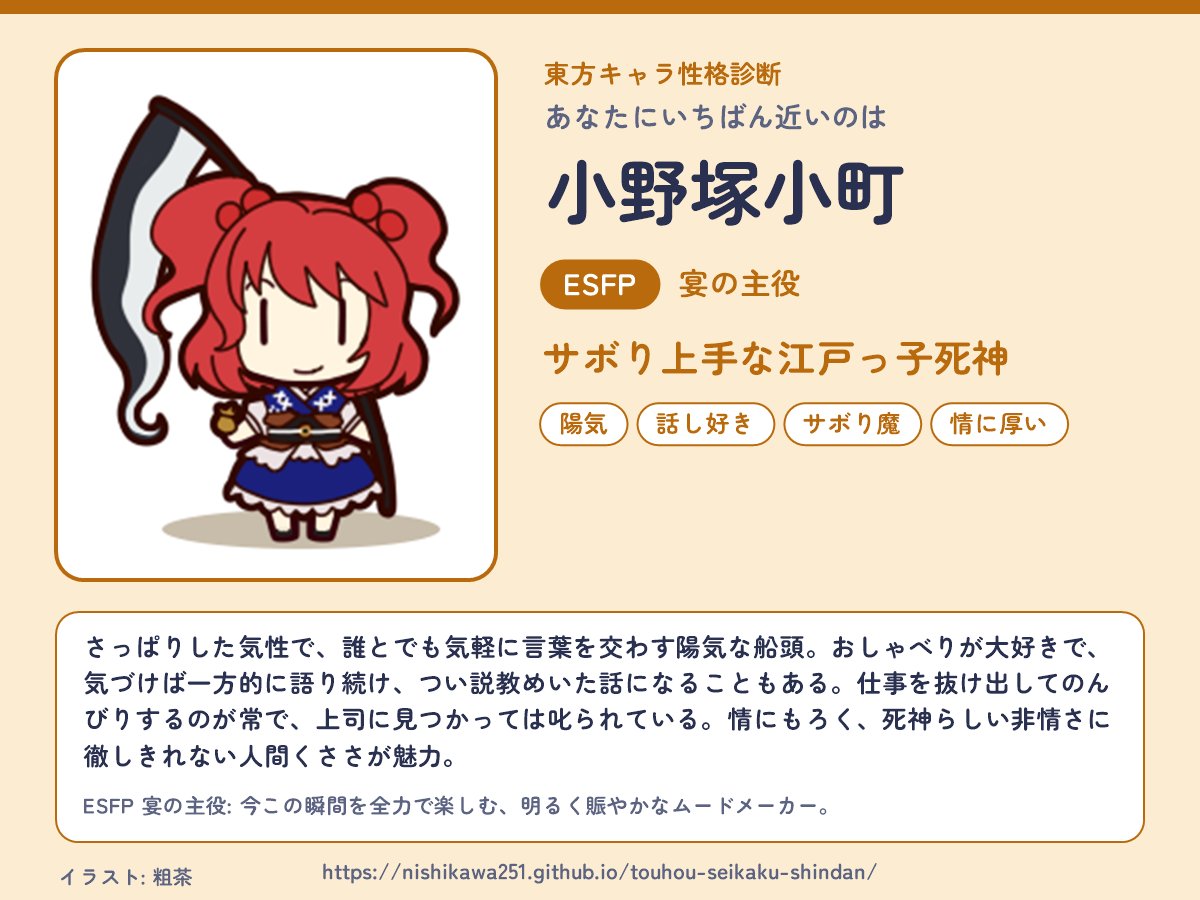 東方キャラ性格診断
あなたにいちばん近いのは
小野塚小町
ESFP 宴の主役
サボり上手な江戸っ子死神
陽気 話し好き サボり魔 情に厚い
さっぱりした気性で、誰とでも気軽に言葉を交わす陽気な船頭。おしゃべりが大好きで、
気づけば一方的に語り続け、つい説教めいた話になることもある。仕事を抜け出してのん
びりするのが常で、上司に見つかっては叱られている。情にもろく、死神らしい非情さに
徹しきれない人間くささが魅力。
ESFP 宴の主役: 今この瞬間を全力で楽しむ、明るく賑やかなムードメーカー。
イラスト: 粗茶
https://nishikawa251.github.io/touhou-seikaku-shindan/